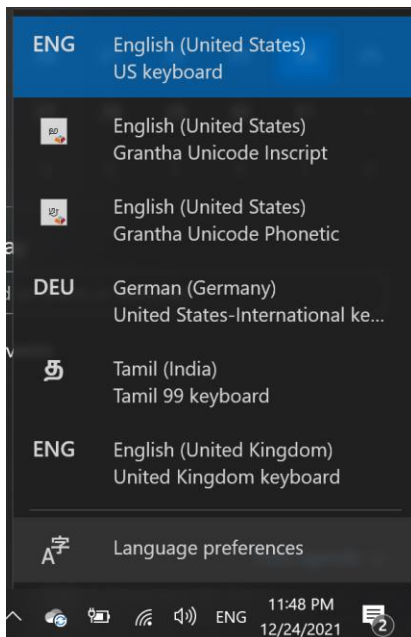 ENG English (United States)
US keyboard
English (United States)
Grantha Unicode Inscript
English (United States)
Grantha Unicode Phonetic
DEU German (Germany)
United States-International ke...
த Tamil (India)
Tamil 99 keyboard
ENG English (United Kingdom)
United Kingdom keyboard
A字 Language preferences
ENG 11:48 PM
12/24/2021
2